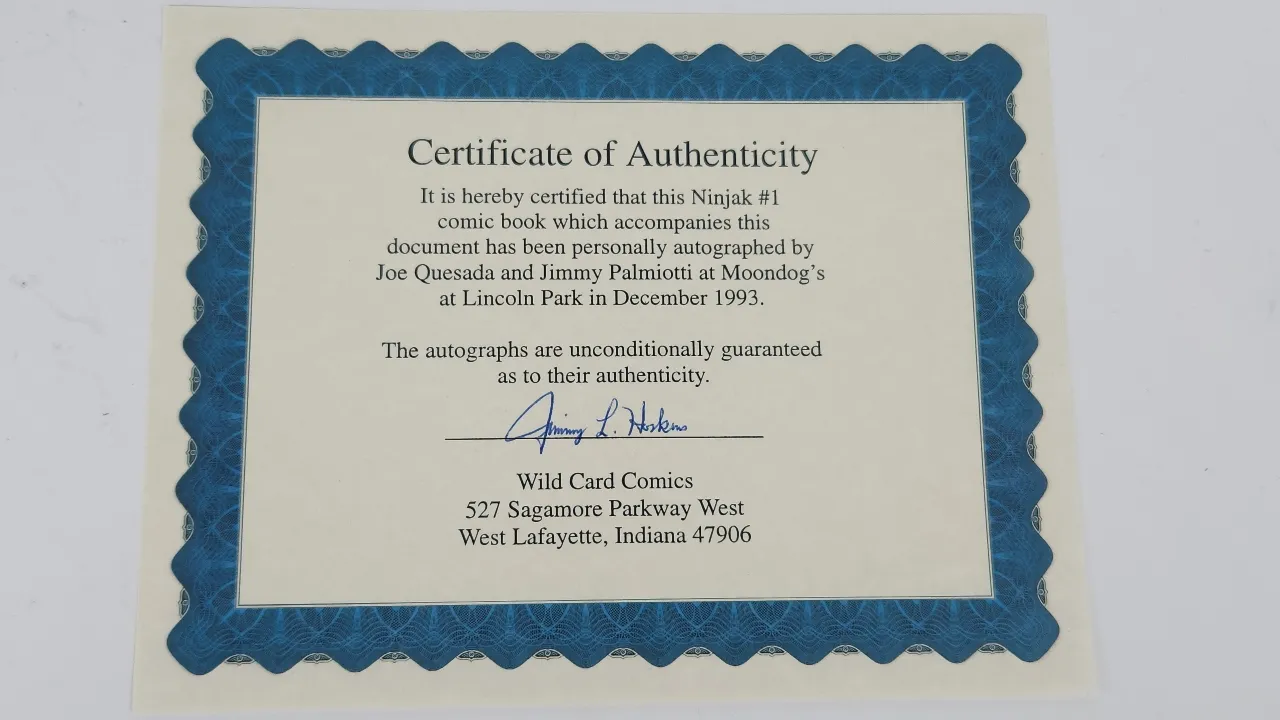 Certificate of Authenticity
It is hereby certified that this Ninjak #1
comic book which accompanies this
document has been personally autographed by
Joe Quesada and Jimmy Palmiotti at Moondog's
at Lincoln Park in December 1993.
The autographs are unconditionally guaranteed
as to their authenticity.
Jimmy L. Hoskins
Wild Card Comics
527 Sagamore Parkway West
West Lafayette, Indiana 47906